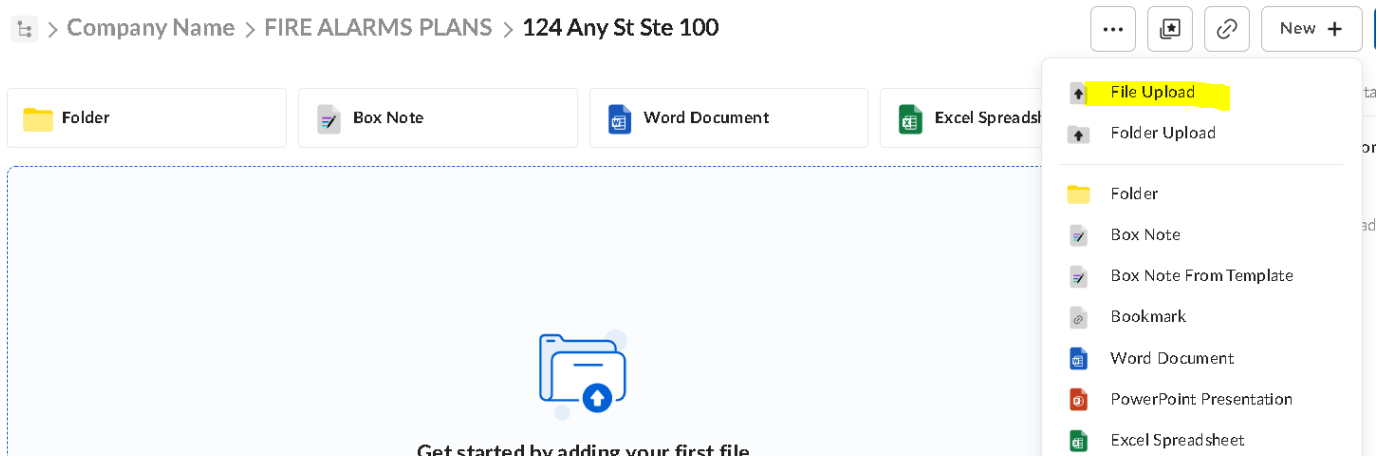 > Company Name > FIRE ALARMS PLANS > 124 Any St Ste 100
... New +
Folder
Box Note
Word Document
Excel
File Upload
Folder Upload
Folder
Box Note
Box Note From Template
Bookmark
Word Document
PowerPoint Presentation
Excel Spreadsheet
Get started by adding your first file